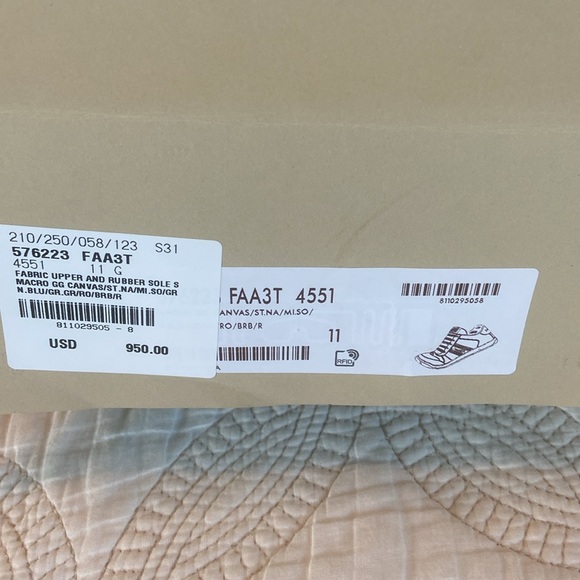 210/250/058/123 S31
576223 FAA3T
4551 11 G
FABRIC UPPER AND RUBBER SOLE S
MACRO GG CANVAS/ST.NA/MI.SO/GR
N.BLU/GR.GR/RO/BRB/R
811029505 - 8
USD 950.00
FAA3T 4551
CANVAS/ST.NA/MI.SO/
/RO/BRB/R
11
RFID
8110295058